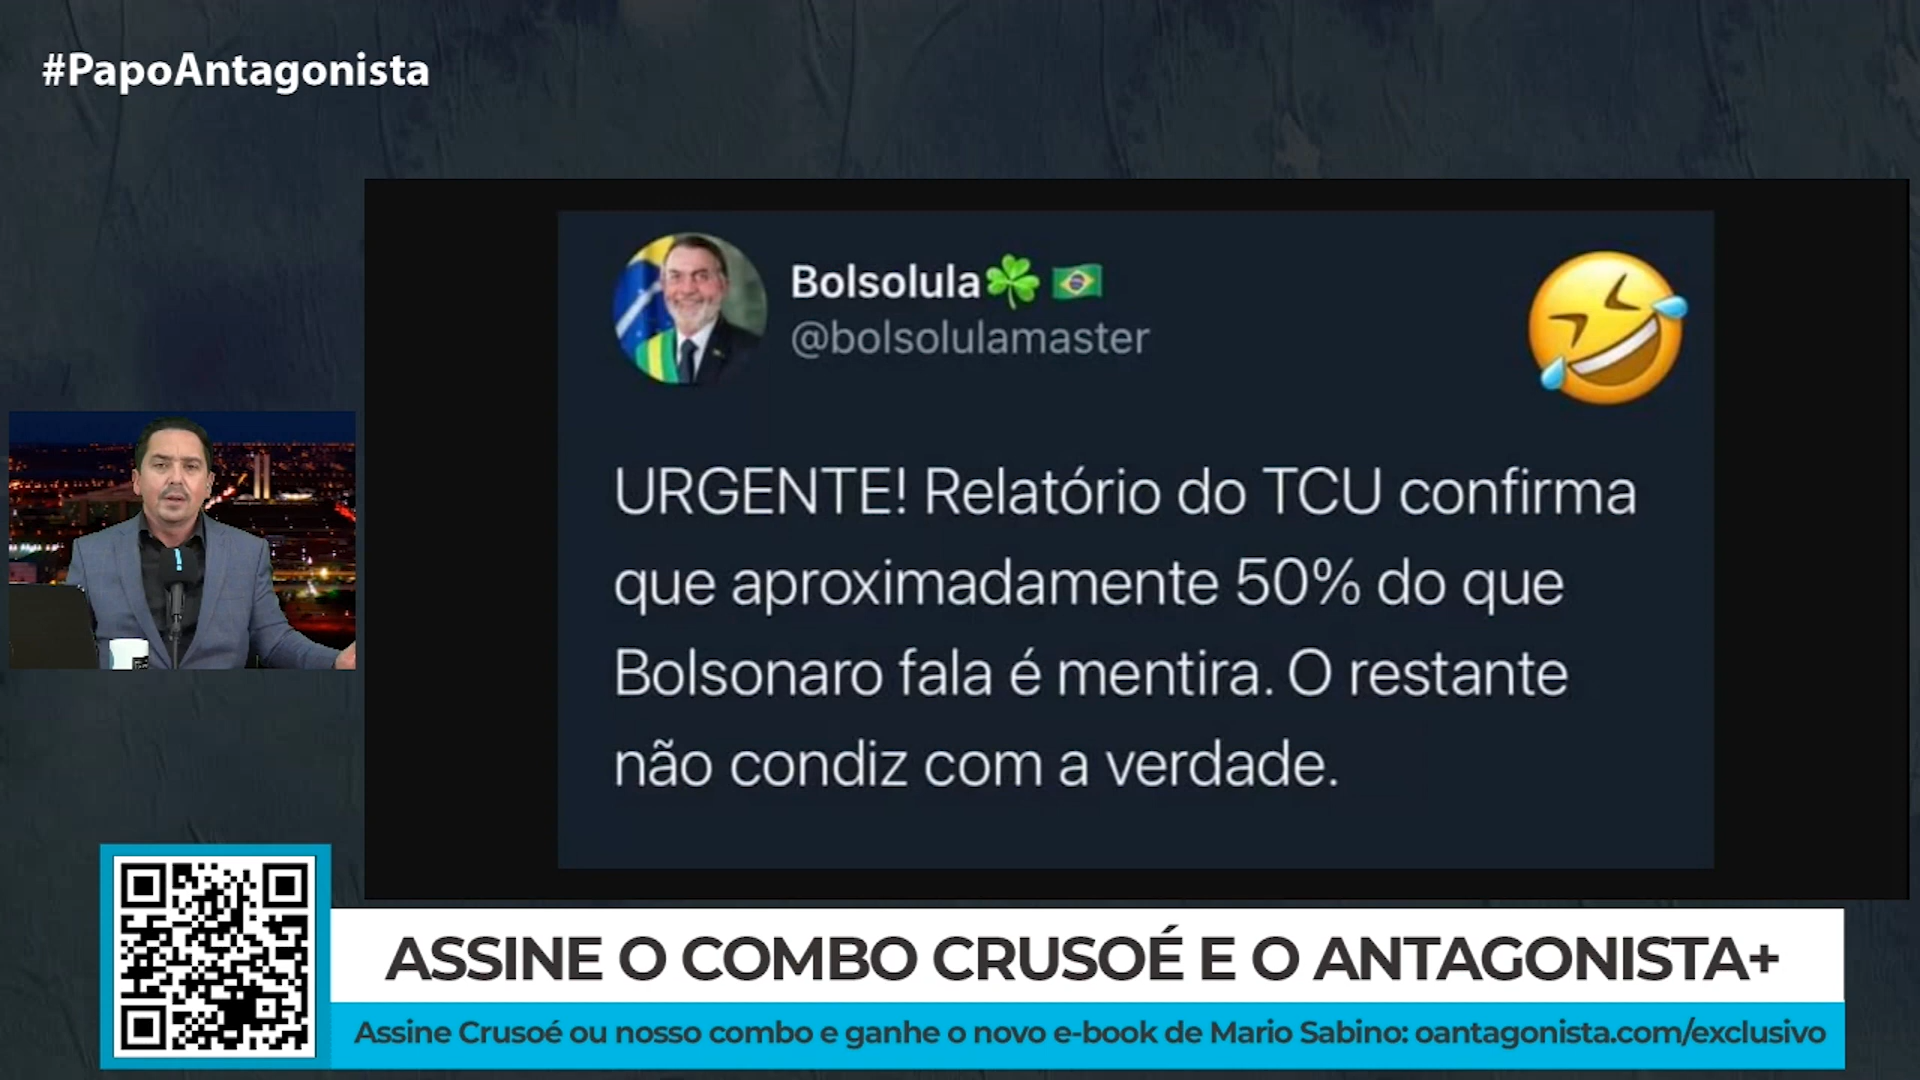 #PapoAntagonista
Bolsolula
@bolsolulamaster
URGENTE! Relatório do TCU confirma
que aproximadamente 50% do que
Bolsonaro fala é mentira. O restante
não condiz com a verdade.
ASSINE O COMBO CRUSOÉ E O ANTAGONISTA+
Assine Crusoé ou nosso combo e ganhe o novo e-book de Mario Sabino: oantagonista.com/exclusivo